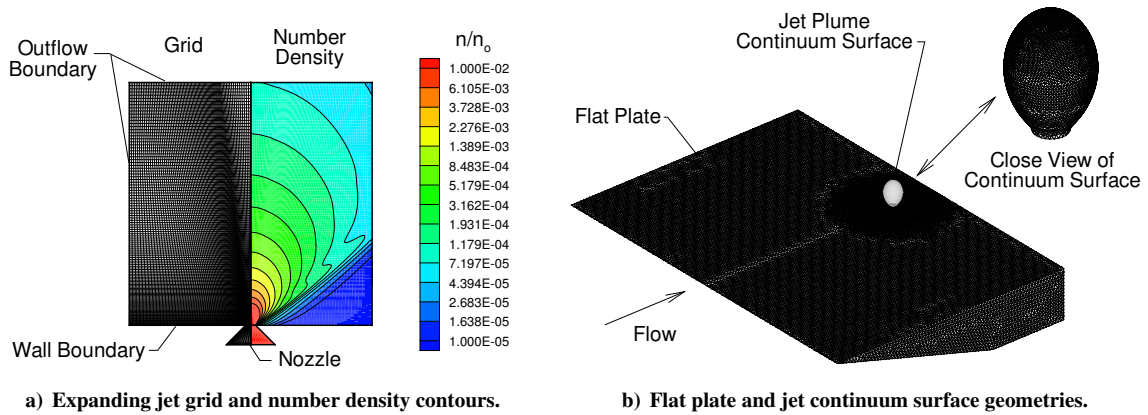 Outflow
Boundary
Grid
Number
Density
n/nₒ
1.000E-02
6.105E-03
3.728E-03
2.276E-03
1.389E-03
8.483E-04
5.179E-04
3.162E-04
1.931E-04
1.179E-04
7.197E-05
4.394E-05
2.683E-05
1.638E-05
1.000E-05
Wall Boundary
Nozzle
a) Expanding jet grid and number density contours.
Jet Plume
Continuum Surface
Flat Plate
Close View of
Continuum Surface
Flow
b) Flat plate and jet continuum surface geometries.